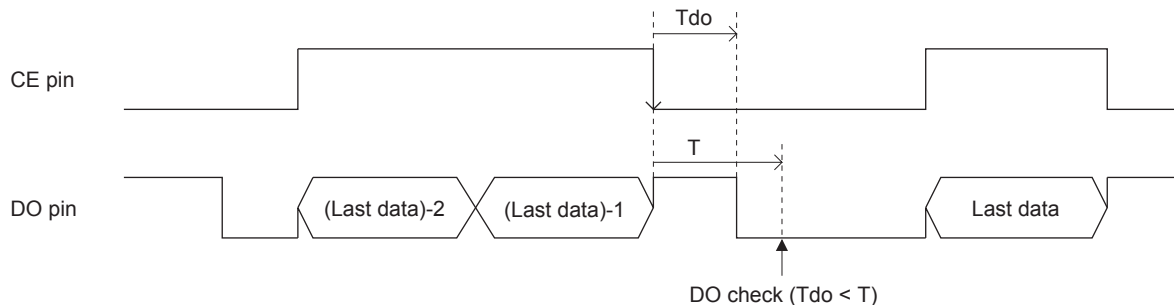 Tdo
CE pin
T
DO pin
(Last data)-2
(Last data)-1
Last data
DO check (Tdo < T)